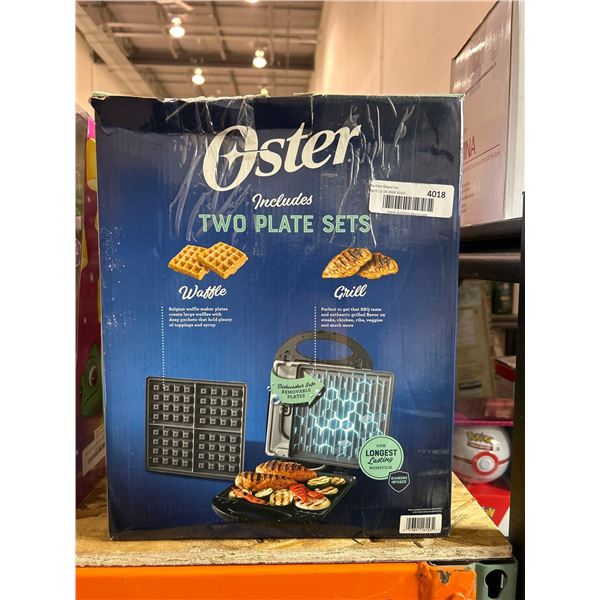 Oster
Includes
TWO PLATE SETS
4018
Waffle
Grill
Belgian waffle maker plates
create large waffles with
deep pockets that hold plenty
of toppings and syrup
Perfect to get that BBQ taste
and authentic grilled flavor on
steaks, chicken, ribs, veggies
and much more
Dishwasher Safe
REMOVABLE
PLATES
OUR
LONGEST
Lasting
NONSTICK
DIAMOND
INFUSED
NA